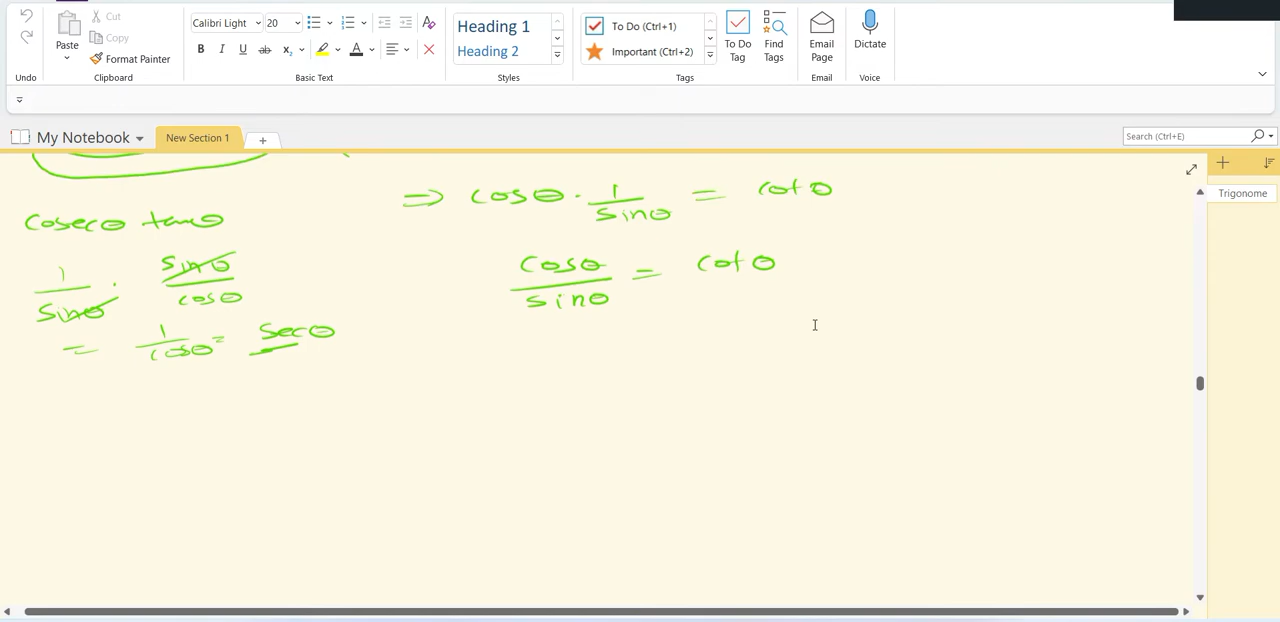 Undo
Paste
Cut
Copy
Format Painter
Clipboard
Calibri Light 20
B I U ab x₂ A
Basic Text
Heading 1
Heading 2
Styles
To Do (Ctrl+1)
Important (Ctrl+2)
Tags
To Do Tag
Find Tags
Email Page
Email
Dictate
Voice
My Notebook
New Section 1
Search (Ctrl+E)
Trigonome
cosecθ tanθ
1/sinθ · sinθ/cosθ
= 1/cosθ = secθ
⇒ cosθ · 1/sinθ = cotθ
cosθ/sinθ = cotθ